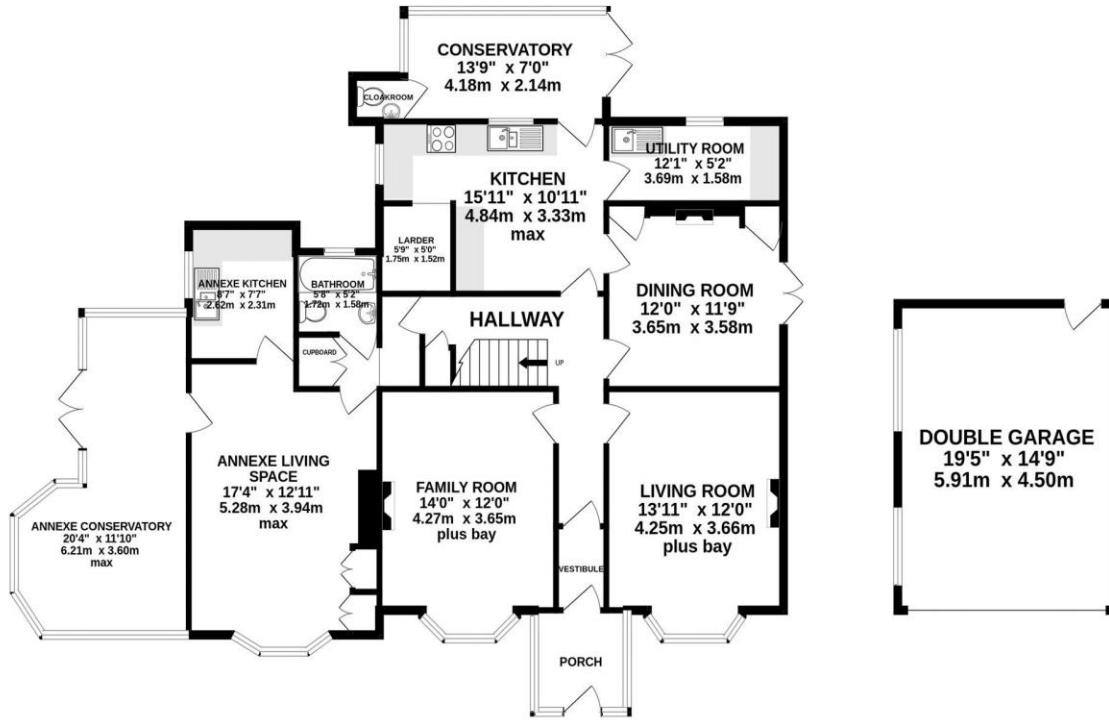 CONSERVATORY
13'9" x 7'0"
4.18m x 2.14m
CLOAKROOM
KITCHEN
15'11" x 10'11"
4.84m x 3.33m
max
UTILITY ROOM
12'1" x 5'2"
3.69m x 1.58m
LARDER
5'9" x 5'0"
1.75m x 1.52m
ANNEXE KITCHEN
8'7" x 7'7"
2.62m x 2.31m
BATHROOM
5'8" x 5'2"
1.72m x 1.58m
DINING ROOM
12'0" x 11'9"
3.65m x 3.58m
HALLWAY
UP
CUPBOARD
ANNEXE LIVING
SPACE
17'4" x 12'11"
5.28m x 3.94m
max
FAMILY ROOM
14'0" x 12'0"
4.27m x 3.65m
plus bay
LIVING ROOM
13'11" x 12'0"
4.25m x 3.66m
plus bay
ANNEXE CONSERVATORY
20'4" x 11'10"
6.21m x 3.60m
max
VESTIBULE
PORCH
DOUBLE GARAGE
19'5" x 14'9"
5.91m x 4.50m